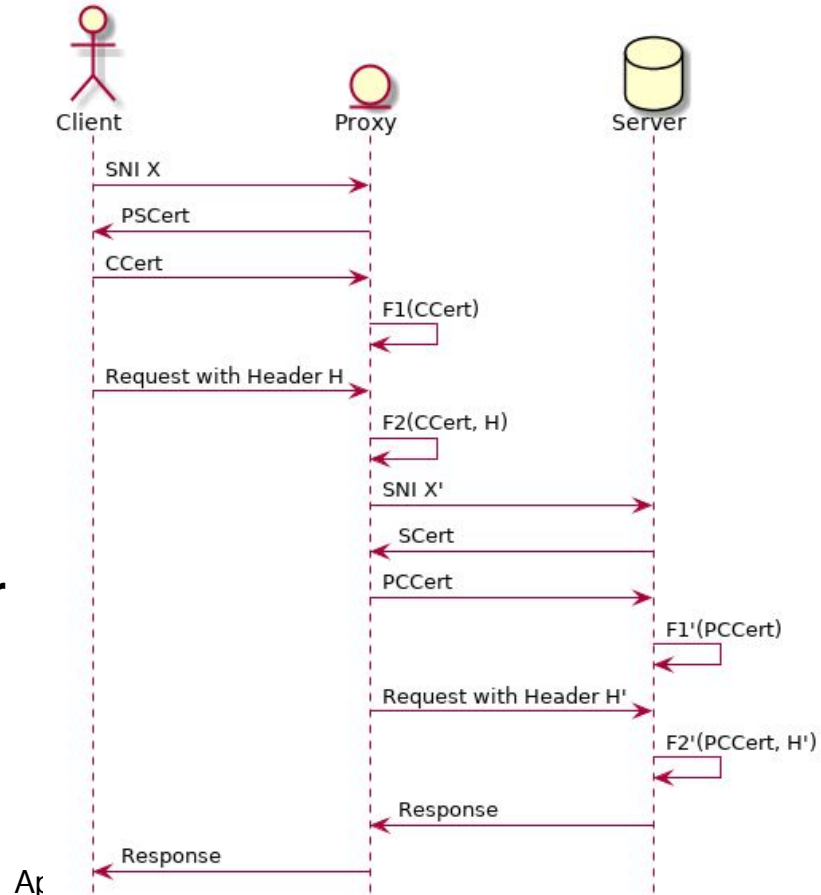 Client
Proxy
Server
SNI X
PSCert
CCert
F1(CCert)
Request with Header H
F2(CCert, H)
SNI X'
SCert
PCCert
F1'(PCCert)
Request with Header H'
F2'(PCCert, H')
Response
Response